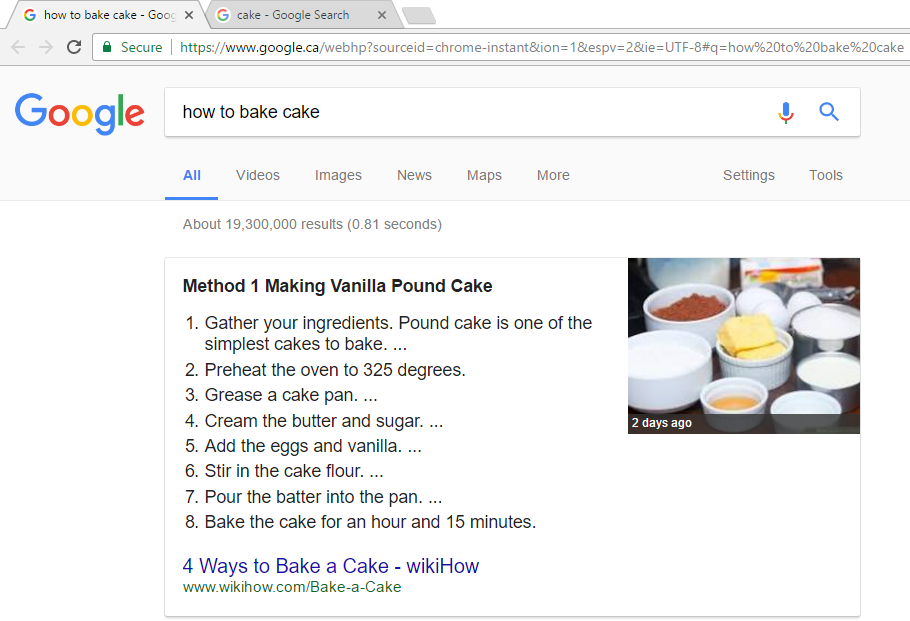 how to bake cake - Goog
cake - Google Search
Secure
https://www.google.ca/webhp?sourceid=chrome-instant&ion=1&espv=2&ie=UTF-8#q=how%20to%20bake%20cake
Google
how to bake cake
All Videos Images News Maps More Settings Tools
About 19,300,000 results (0.81 seconds)
Method 1 Making Vanilla Pound Cake
1. Gather your ingredients. Pound cake is one of the
simplest cakes to bake. ...
2. Preheat the oven to 325 degrees.
3. Grease a cake pan. ...
4. Cream the butter and sugar. ...
5. Add the eggs and vanilla. ...
6. Stir in the cake flour. ...
7. Pour the batter into the pan. ...
8. Bake the cake for an hour and 15 minutes.
2 days ago
4 Ways to Bake a Cake - wikiHow
www.wikihow.com/Bake-a-Cake